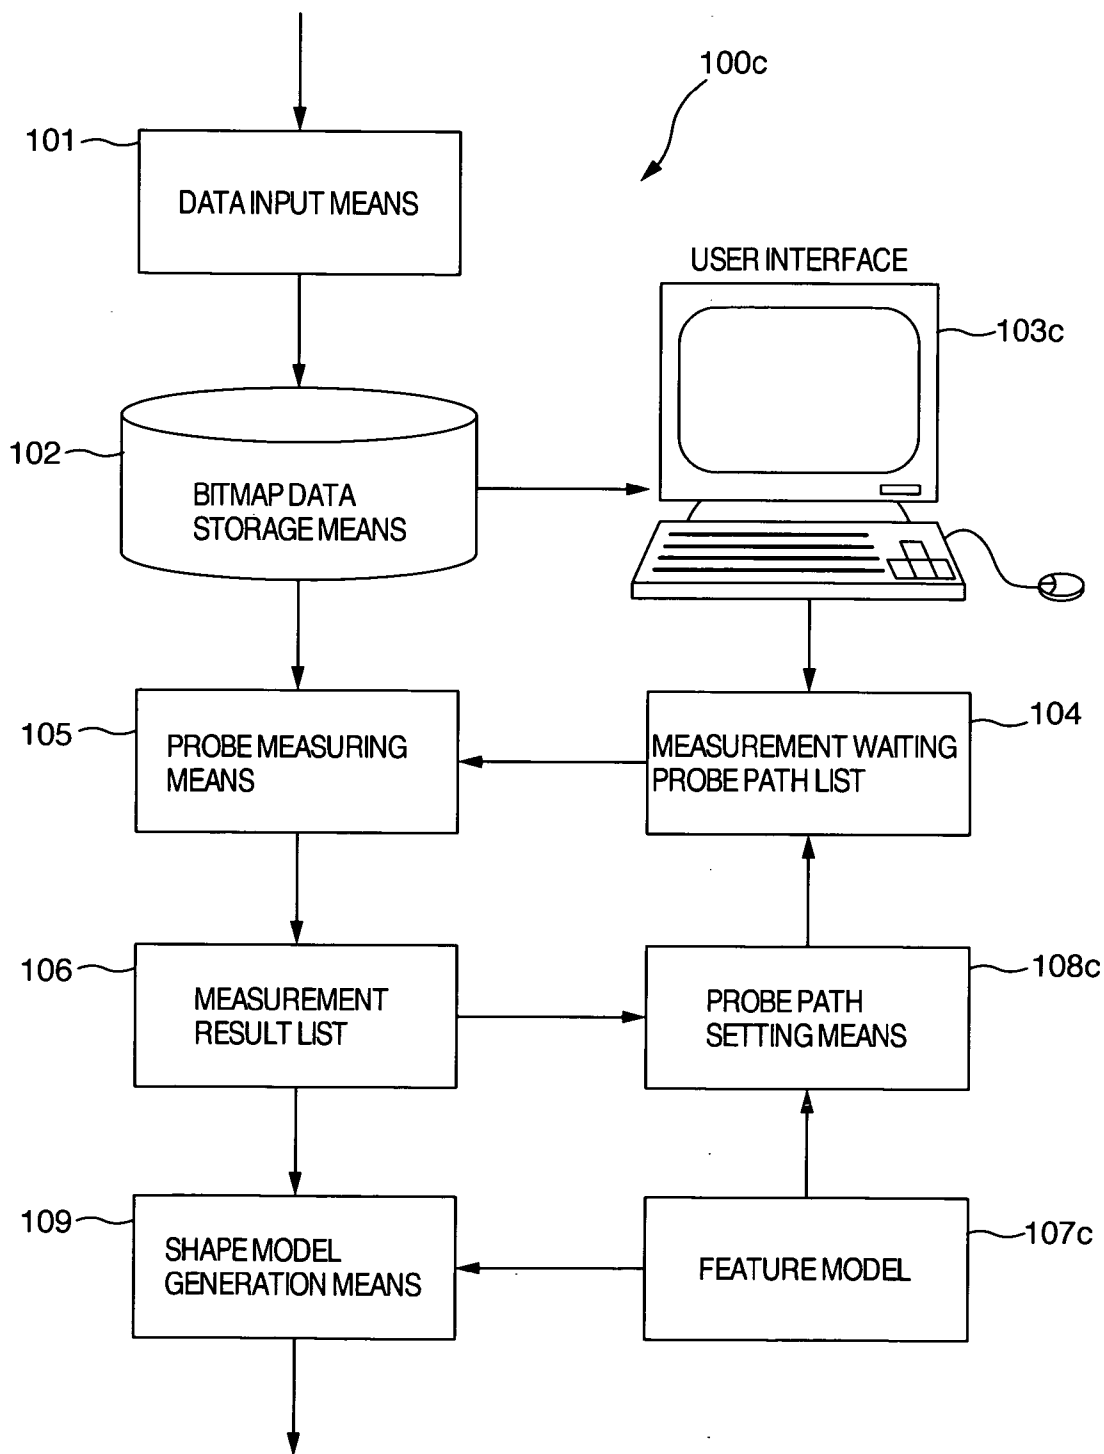 100c
101
DATA INPUT MEANS
USER INTERFACE
103c
102
BITMAP DATA
STORAGE MEANS
105
PROBE MEASURING
MEANS
104
MEASUREMENT WAITING
PROBE PATH LIST
106
MEASUREMENT
RESULT LIST
108c
PROBE PATH
SETTING MEANS
109
SHAPE MODEL
GENERATION MEANS
107c
FEATURE MODEL